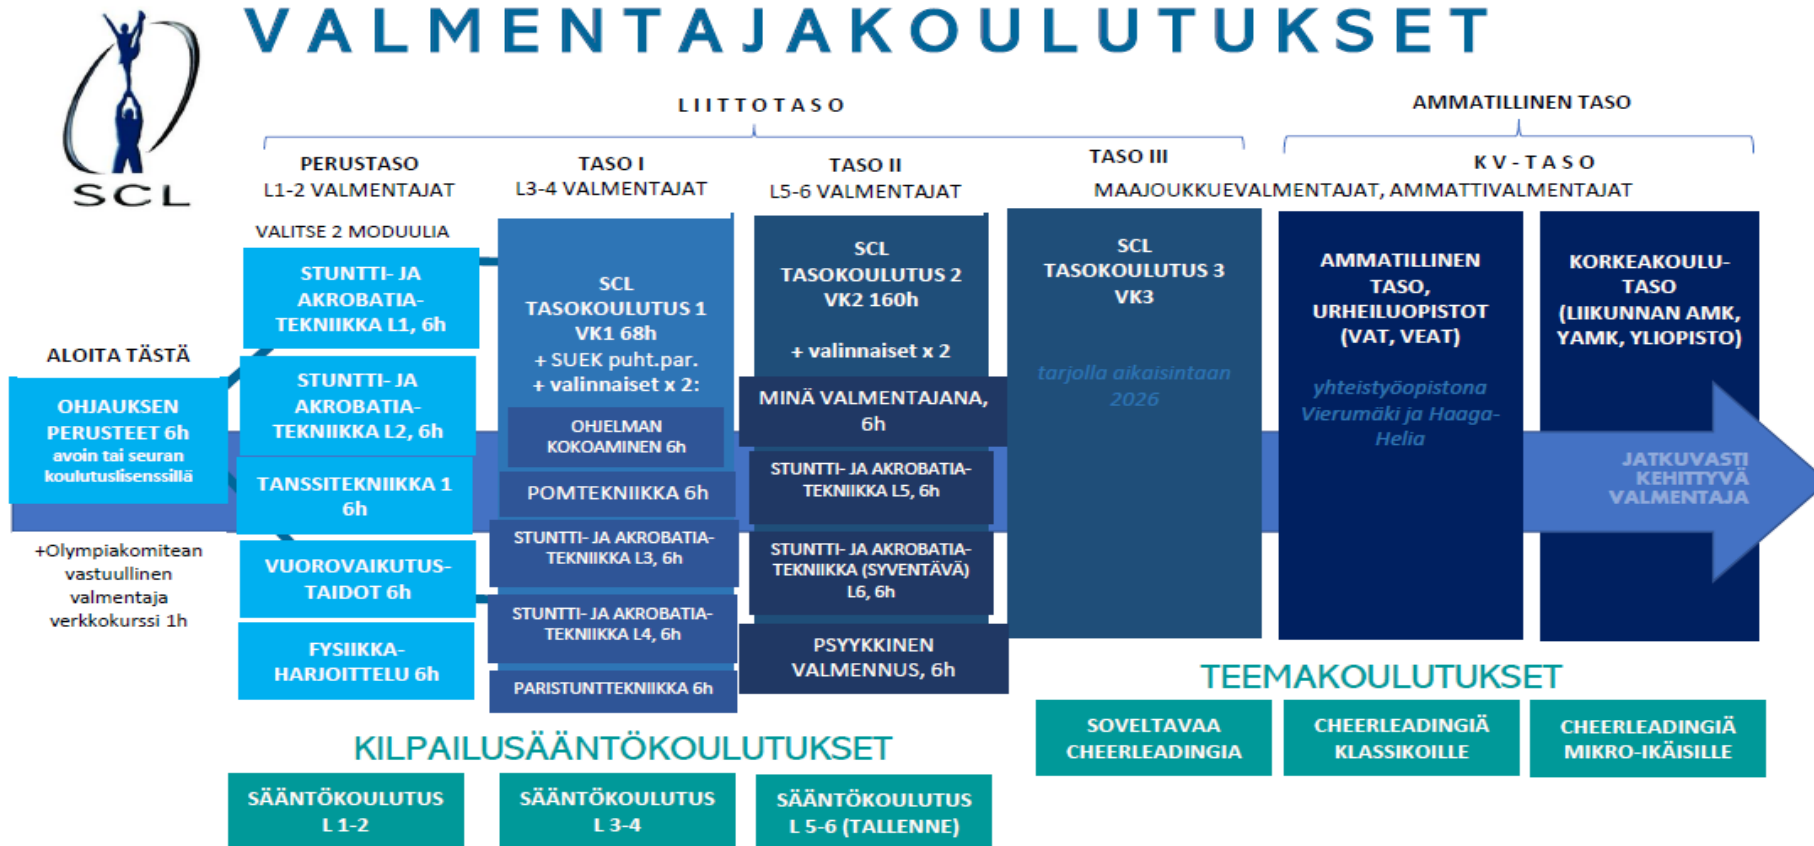 VALMENTAJAKOULUTUKSET
SCL
LIITTOTASO
AMMATILLINEN TASO
PERUSTASO
L1-2 VALMENTAJAT
TASO I
L3-4 VALMENTAJAT
TASO II
L5-6 VALMENTAJAT
TASO III
KV-TASO
MAAJOUKKUEVALMENTAJAT, AMMATTIVALMENTAJAT
ALOITA TÄSTÄ
OHJAUKSEN
PERUSTEET 6h
avoin tai seuran
koulutuslisenssillä
+Olympiakomitean
vastuullinen
valmentaja
verkkokurssi 1h
VALITSE 2 MODUULIA
STUNTTI- JA
AKROBATIA-
TEKNIIKKA L1, 6h
STUNTTI- JA
AKROBATIA-
TEKNIIKKA L2, 6h
TANSSITEKNIIKKA 1
6h
VUOROVAIKUTUS-
TAIDOT 6h
FYSIIKKA-
HARJOITTELU 6h
SCL
TASOKOULUTUS 1
VK1 68h
+ SUEK puht.par.
+ valinnaiset x 2:
OHJELMAN
KOKOAMINEN 6h
POMTEKNIIKKA 6h
STUNTTI- JA AKROBATIA-
TEKNIIKKA L3, 6h
STUNTTI- JA AKROBATIA-
TEKNIIKKA L4, 6h
PARISTUNTTEKNIIKKA 6h
SCL
TASOKOULUTUS 2
VK2 160h
+ valinnaiset x 2
MINÄ VALMENTAJANA,
6h
STUNTTI- JA AKROBATIA-
TEKNIIKKA L5, 6h
STUNTTI- JA AKROBATIA-
TEKNIIKKA (SYVENTÄVÄ)
L6, 6h
PSYYKKINEN
VALMENNUS, 6h
SCL
TASOKOULUTUS 3
VK3
tarjolla aikaisintaan
2026
AMMATILLINEN
TASO,
URHEILUOPISTOT
(VAT, VEAT)
yhteistyöopistona
Vierumäki ja Haaga-
Helia
KORKEAKOULU-
TASO
(LIIKUNNAN AMK,
YAMK, YLIOPISTO)
JATKUVASTI
KEHITTYVÄ
VALMENTAJA
KILPAILUSÄÄNTÖKOULUTUKSET
SÄÄNTÖKOULUTUS
L 1-2
SÄÄNTÖKOULUTUS
L 3-4
SÄÄNTÖKOULUTUS
L 5-6 (TALLENNE)
TEEMAKOULUTUKSET
SOVELTAVAA
CHEERLEADINGIA
CHEERLEADINGIÄ
KLASSIKOILLE
CHEERLEADINGIÄ
MIKRO-IKÄISILLE